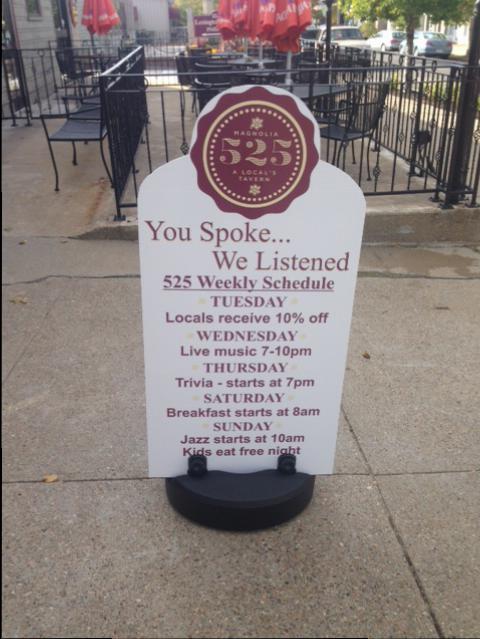 MAGNOLIA
525
A LOCAL'S
TAVERN
You Spoke...
We Listened
525 Weekly Schedule
TUESDAY
Locals receive 10% off
WEDNESDAY
Live music 7-10pm
THURSDAY
Trivia - starts at 7pm
SATURDAY
Breakfast starts at 8am
SUNDAY
Jazz starts at 10am
Kids eat free night